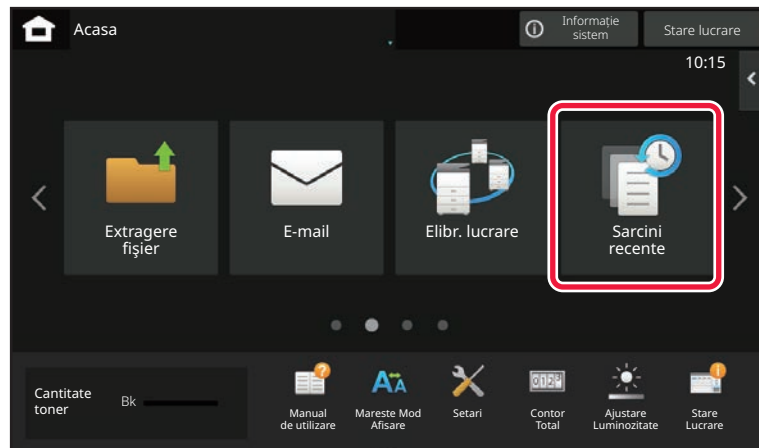 Acasa
Informație
sistem
Stare lucrare
10:15
Extragere
fișier
E-mail
Elibr. lucrare
Sarcini
recente
Cantitate
toner
Bk
Manual
de utilizare
Mareste Mod
Afisare
Setari
Contor
Total
Ajustare
Luminozitate
Stare
Lucrare